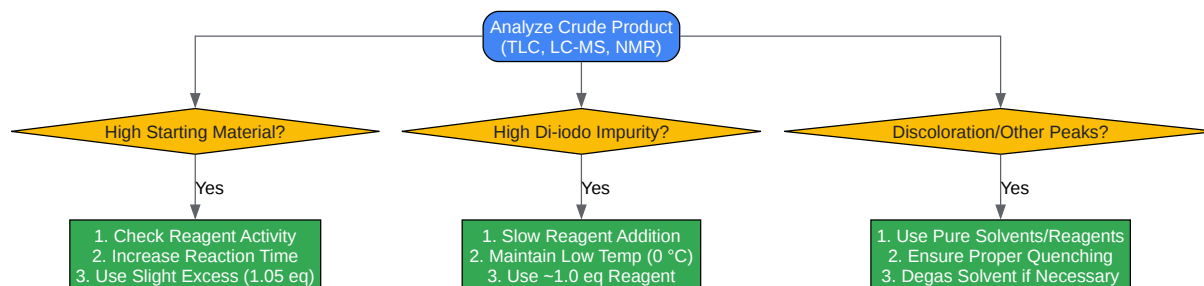 Analyze Crude Product
(TLC, LC-MS, NMR)
High Starting Material?
High Di-iodo Impurity?
Discoloration/Other Peaks?
Yes
Yes
Yes
1. Check Reagent Activity
2. Increase Reaction Time
3. Use Slight Excess (1.05 eq)
1. Slow Reagent Addition
2. Maintain Low Temp (0 °C)
3. Use ~1.0 eq Reagent
1. Use Pure Solvents/Reagents
2. Ensure Proper Quenching
3. Degas Solvent if Necessary